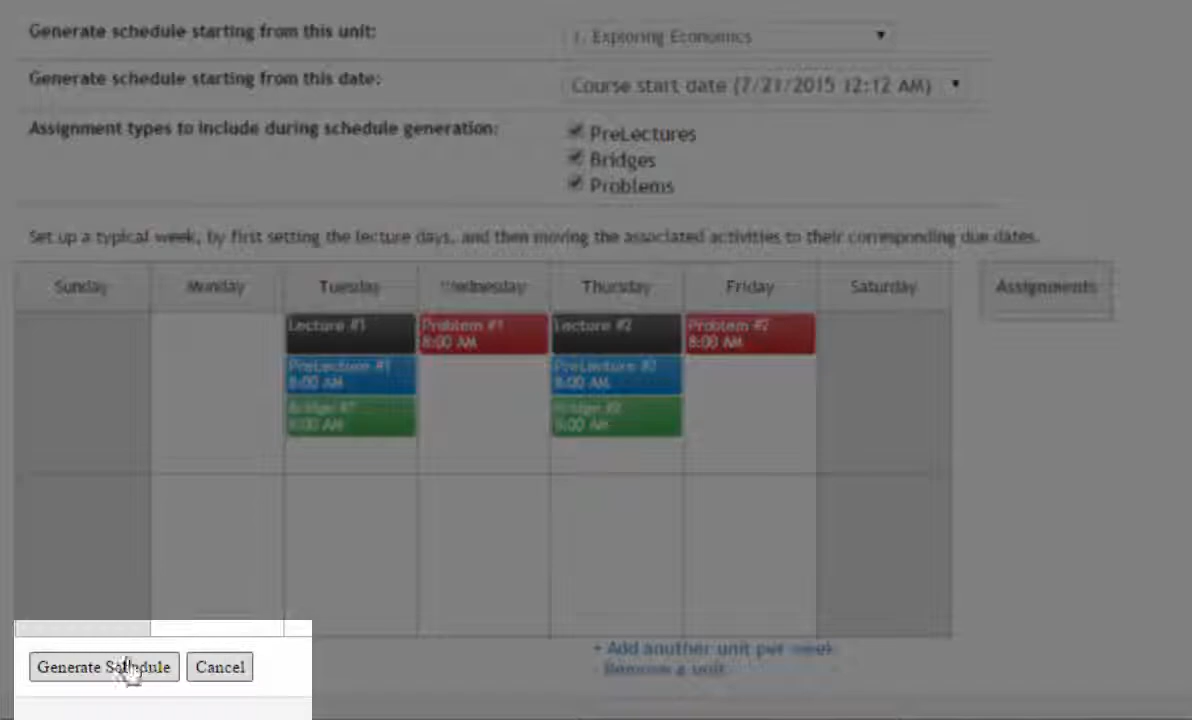 Generate schedule starting from this unit:
1. Exploring Economics
Generate schedule starting from this date:
Course start date (7/21/2015 12:12 AM)
Assignment types to include during schedule generation:
PreLectures
Bridges
Problems
Set up a typical week, by first setting the lecture days, and then moving the associated activities to their corresponding due dates.
Sunday Monday Tuesday Wednesday Thursday Friday Saturday Assignments
Lecture #1 Problem #1 Lecture #2 Problem #2
8:00 AM 8:00 AM
PreLecture #1 PreLecture #2
8:00 AM 8:00 AM
Bridge #1 Bridge #2
8:00 AM 8:00 AM
+ Add another unit per week
- Remove a unit
Generate Schedule Cancel